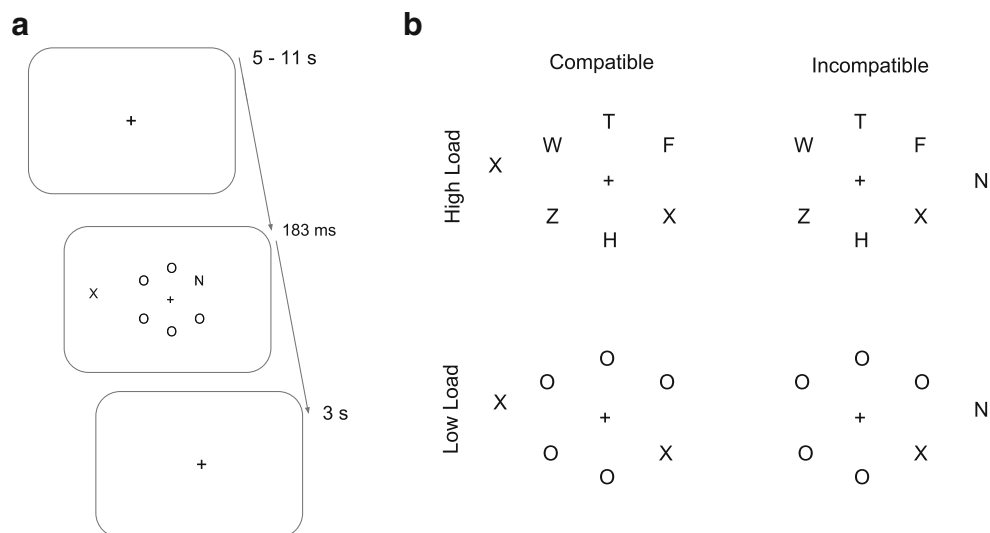 a
5 - 11 s
+
183 ms
O
O N
X
+
O O
O
3 s
+
b
Compatible Incompatible
High Load
T
W F
X
+
Z X
H
T
W F
+ N
Z X
H
Low Load
O
O O
X
+
O X
O
O
O O
N
+
O X
O